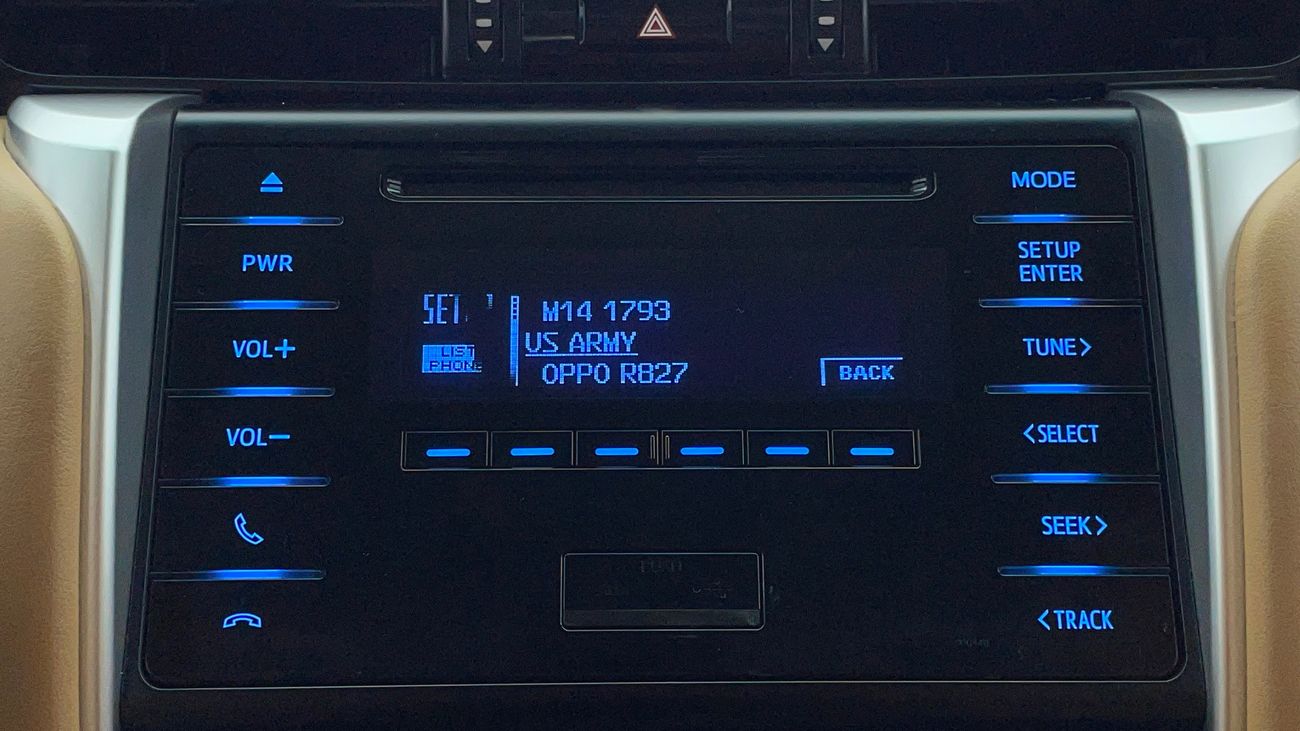 MODE
PWR
SETUP
ENTER
VOL+
TUNE>
VOL-
<SELECT
SEEK>
<TRACK
M14 1793
US ARMY
OPPO R827
LIST
PHONE
BACK